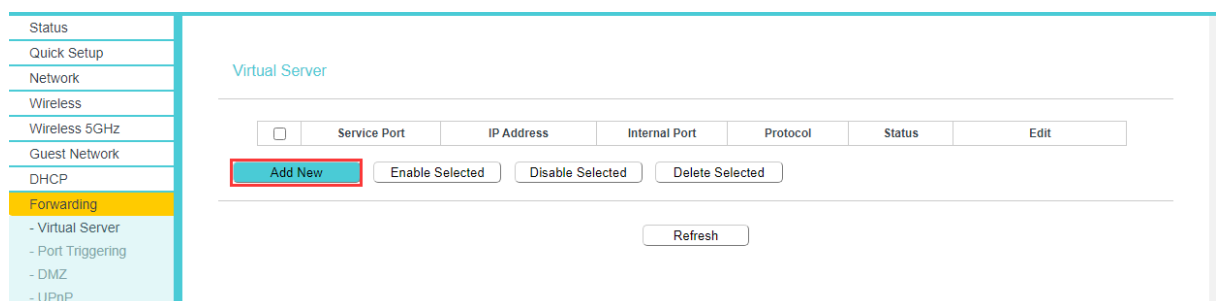 Status
Quick Setup
Network
Wireless
Wireless 5GHz
Guest Network
DHCP
Forwarding
- Virtual Server
- Port Triggering
- DMZ
- UPnP
Virtual Server
Service Port IP Address Internal Port Protocol Status Edit
Add New Enable Selected Disable Selected Delete Selected
Refresh